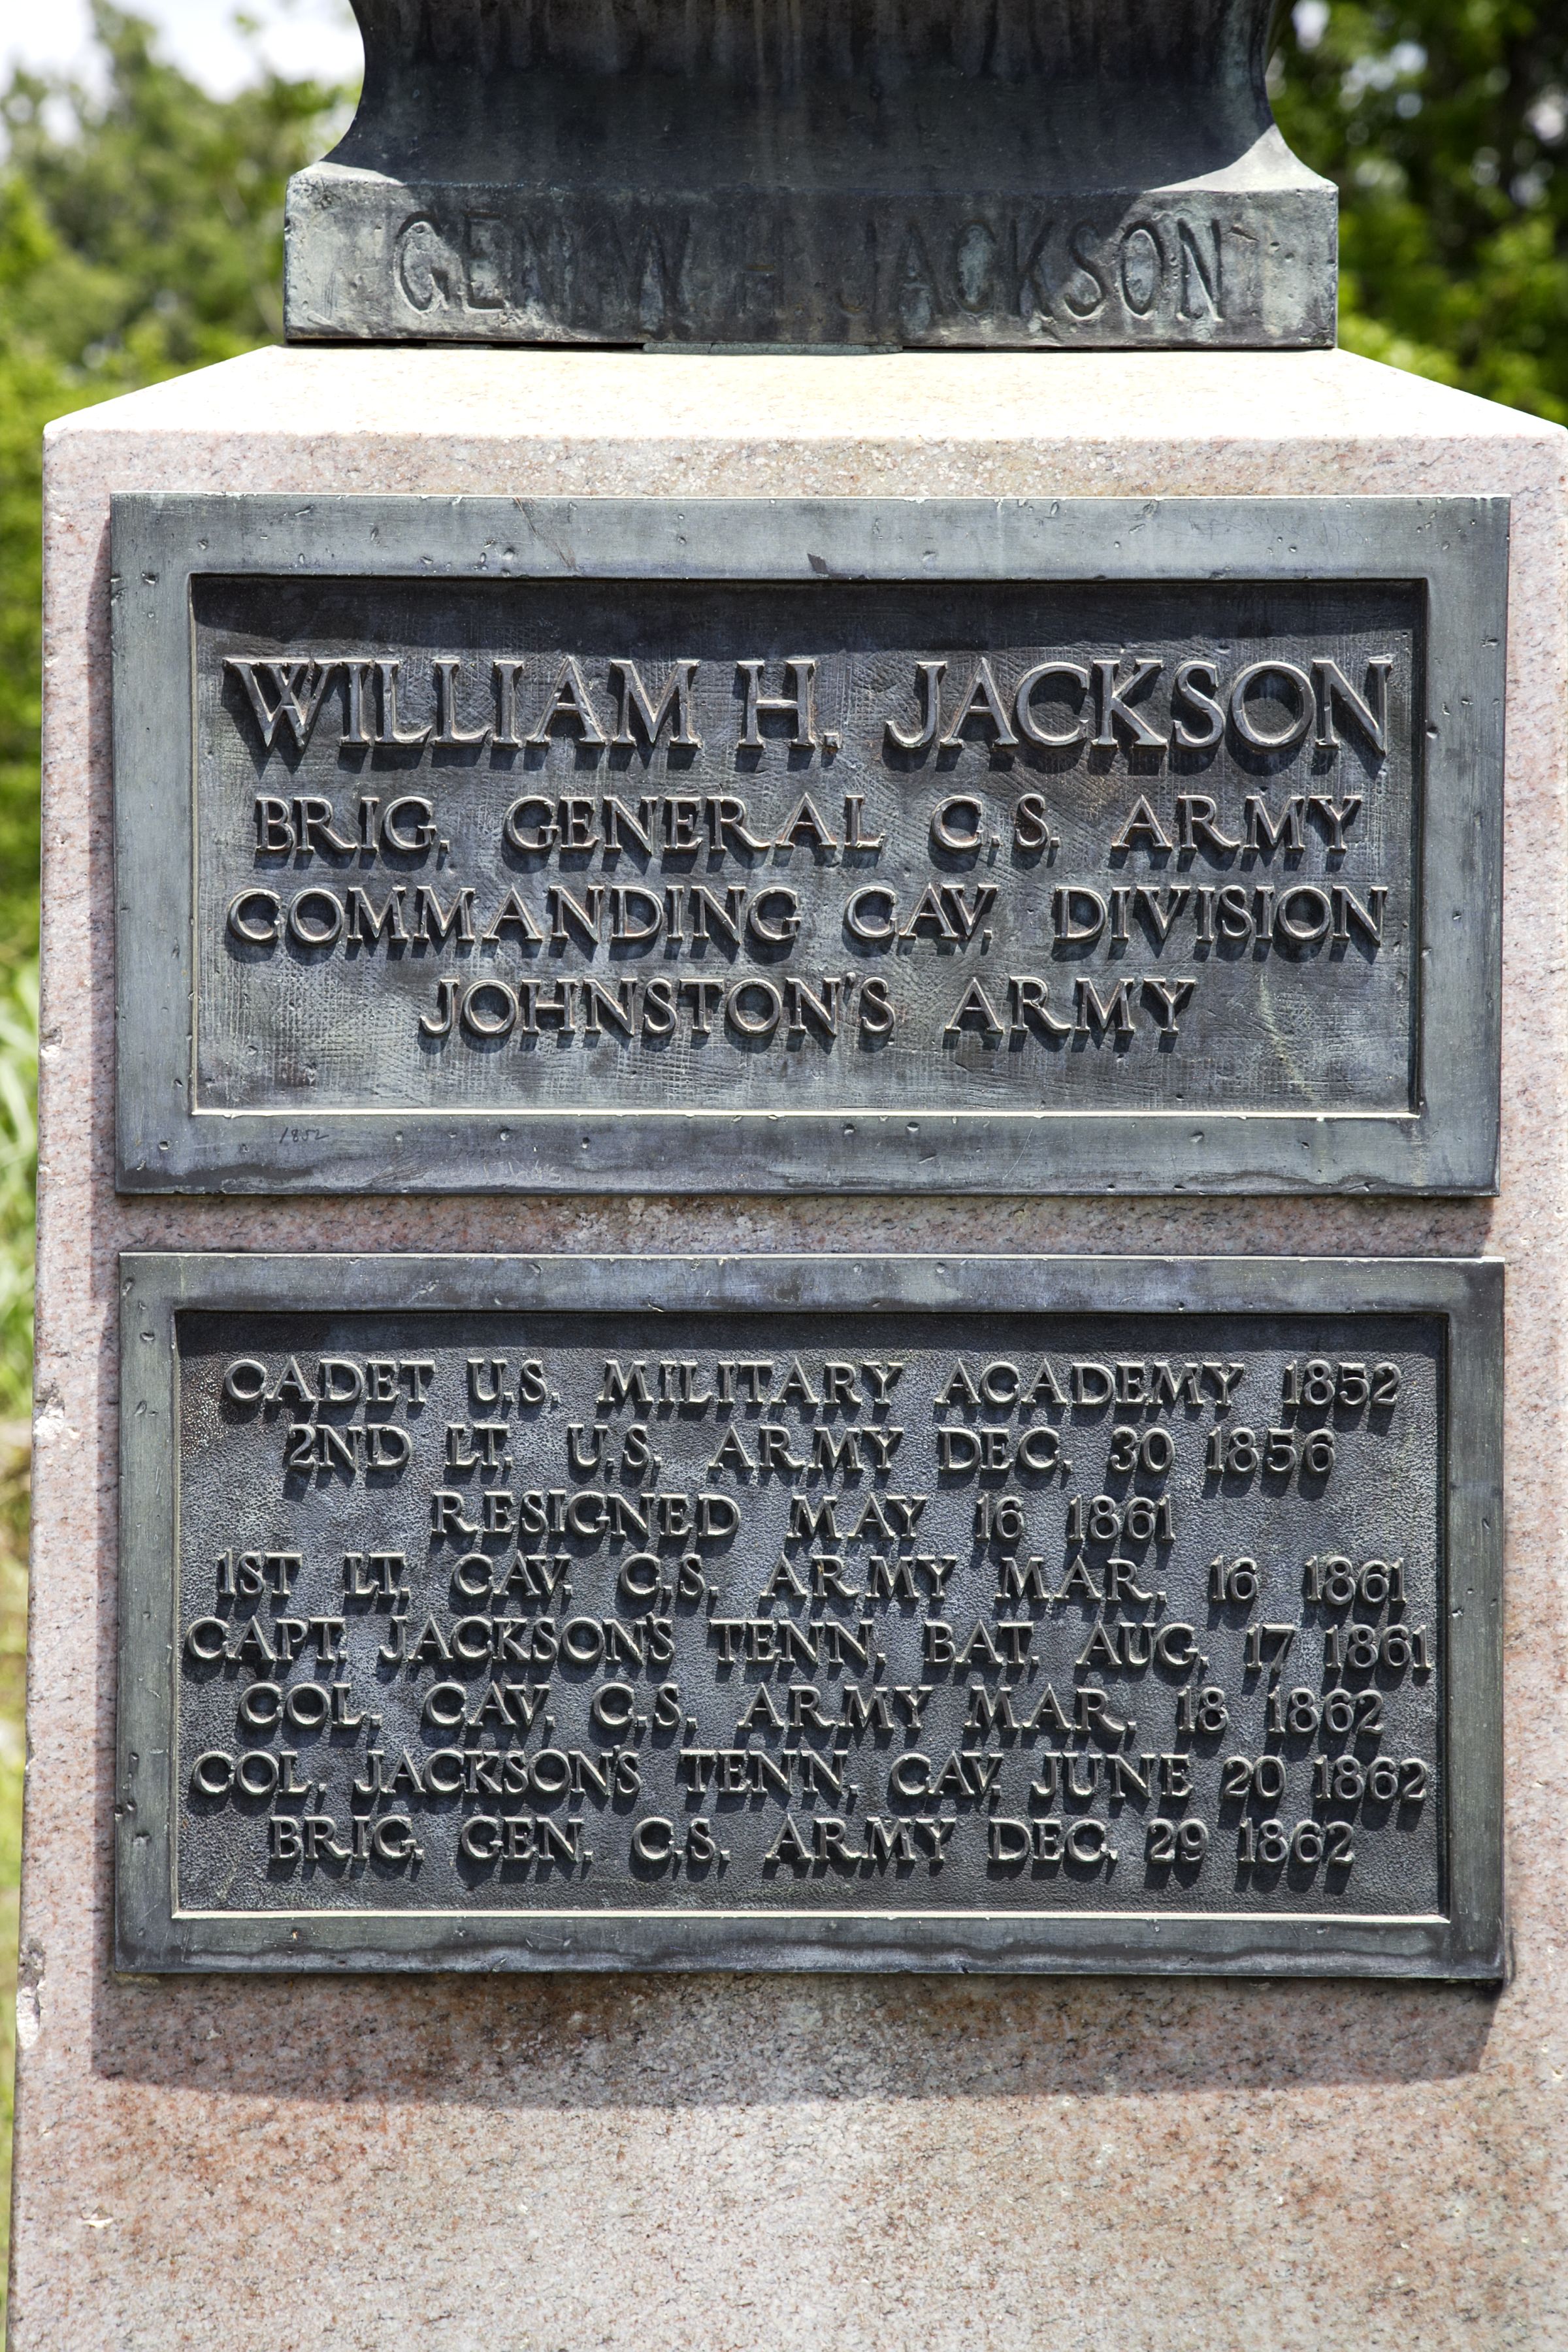 GEN. W. H. JACKSON
WILLIAM H. JACKSON
BRIG. GENERAL C.S. ARMY
COMMANDING CAV. DIVISION
JOHNSTON'S ARMY
1852
CADET U.S. MILITARY ACADEMY 1852
2ND LT. U.S. ARMY DEC. 30 1856
RESIGNED MAY 16 1861
1ST LT. CAV. C.S. ARMY MAR. 16 1861
CAPT. JACKSON'S TENN. BAT. AUG. 17 1861
COL. CAV. C.S. ARMY MAR. 18 1862
COL. JACKSON'S TENN. CAV. JUNE 20 1862
BRIG. GEN. C.S. ARMY DEC. 29 1862